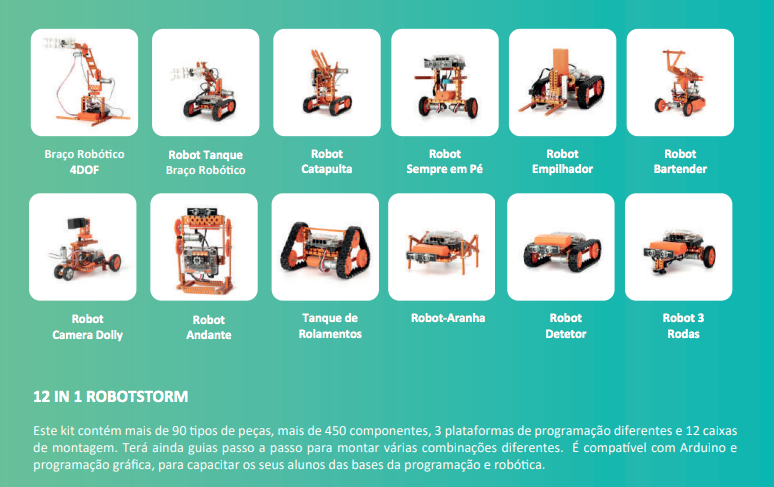 Braço Robótico
4DOF
Robot Tanque
Braço Robótico
Robot
Catapulta
Robot
Sempre em Pé
Robot
Empilhador
Robot
Bartender
Robot
Camera Dolly
Robot
Andante
Tanque de
Rolamentos
Robot-Aranha
Robot
Detetor
Robot 3
Rodas
12 IN 1 ROBOTSTORM
Este kit contém mais de 90 tipos de peças, mais de 450 componentes, 3 plataformas de programação diferentes e 12 caixas
de montagem. Terá ainda guias passo a passo para montar várias combinações diferentes. É compatível com Arduino e
programação gráfica, para capacitar os seus alunos das bases da programação e robótica.